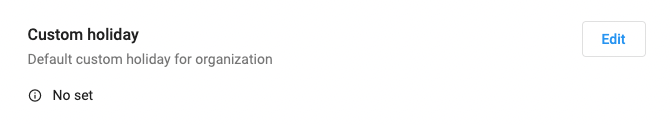 Custom holiday
Edit
Default custom holiday for organization
No set